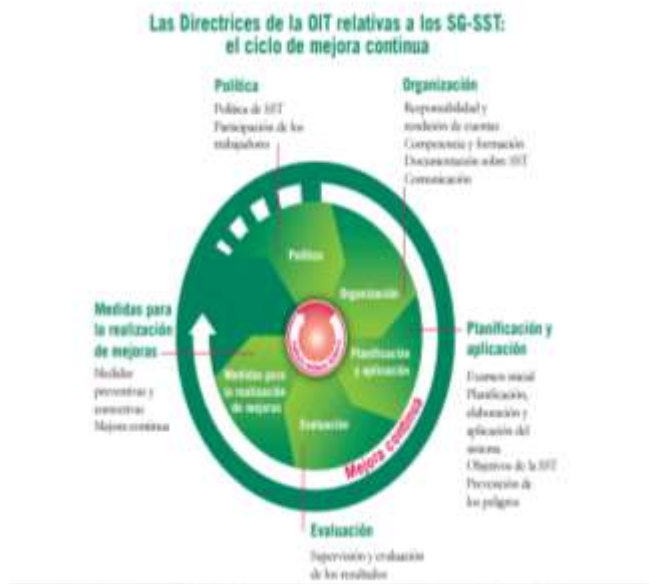 Las Directrices de la OIT relativas a los SG-SST:
el ciclo de mejora continua
Política
Política de SST
Participación de los
trabajadores
Organización
Responsabilidad y
rendición de cuentas
Competencia y formación
Documentación sobre SST
Comunicación
Política
Organización
Planificación
y aplicación
Evaluación
Medidas para
la realización
de mejoras
Mejora continua
Medidas para
la realización
de mejoras
Medidas
preventivas y
correctivas
Mejora continua
Planificación y
aplicación
Examen inicial
Planificación,
elaboración y
aplicación del
sistema
Objetivos de la SST
Prevención de
los peligros
Evaluación
Supervisión y evaluación
de los resultados